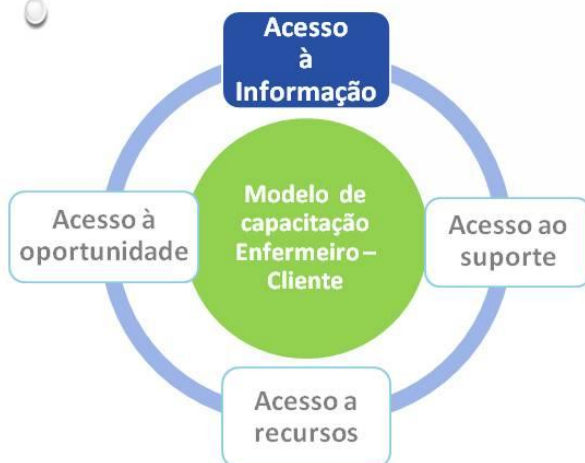 Acesso
à
Informação
Modelo de
capacitação
Enfermeiro –
Cliente
Acesso à
oportunidade
Acesso ao
suporte
Acesso a
recursos